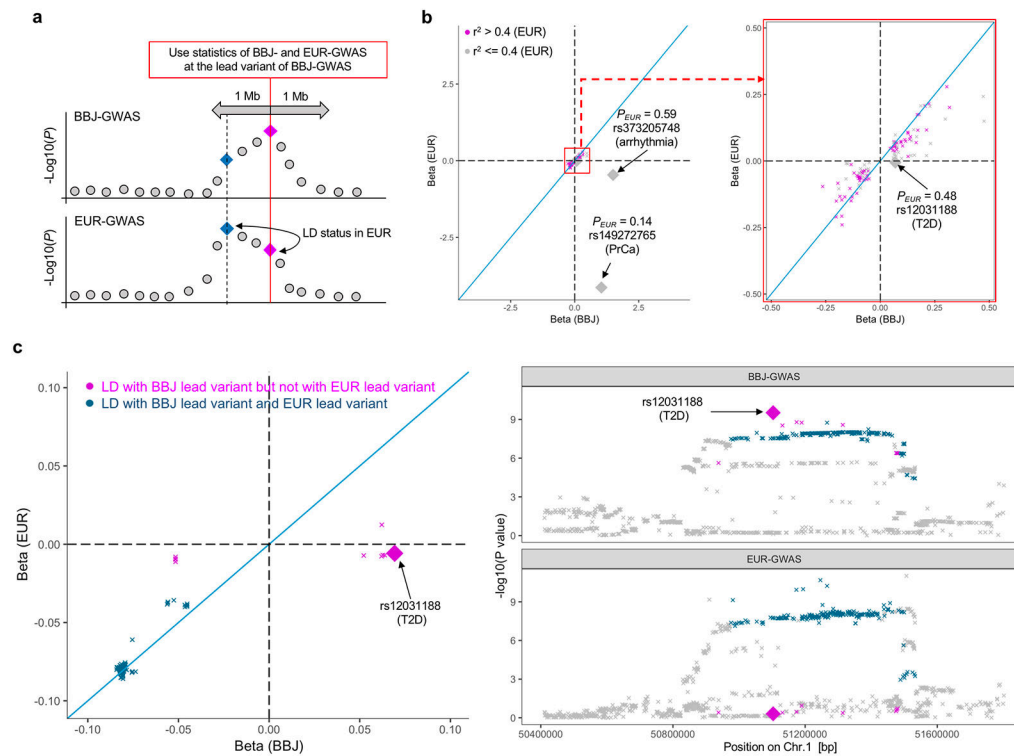 a
Use statistics of BBJ- and EUR-GWAS
at the lead variant of BBJ-GWAS
1 Mb
1 Mb
BBJ-GWAS
-Log10(P)
EUR-GWAS
LD status in EUR
-Log10(P)
b
r² > 0.4 (EUR)
r² <= 0.4 (EUR)
2.5
0.0
-2.5
Beta (EUR)
P_EUR = 0.59
rs373205748
(arrhythmia)
P_EUR = 0.14
rs149272765
(PrCa)
-2.5
0.0
2.5
Beta (BBJ)
0.50
0.25
0.00
-0.25
-0.50
Beta (EUR)
P_EUR = 0.48
rs12031188
(T2D)
-0.50
-0.25
0.00
0.25
0.50
Beta (BBJ)
c
LD with BBJ lead variant but not with EUR lead variant
LD with BBJ lead variant and EUR lead variant
0.10
0.05
0.00
-0.05
-0.10
Beta (EUR)
rs12031188
(T2D)
-0.10
-0.05
0.00
0.05
0.10
Beta (BBJ)
BBJ-GWAS
rs12031188
(T2D)
9
6
3
0
-log10(P value)
EUR-GWAS
9
6
3
0
50400000
50800000
51200000
51600000
Position on Chr.1 [bp]